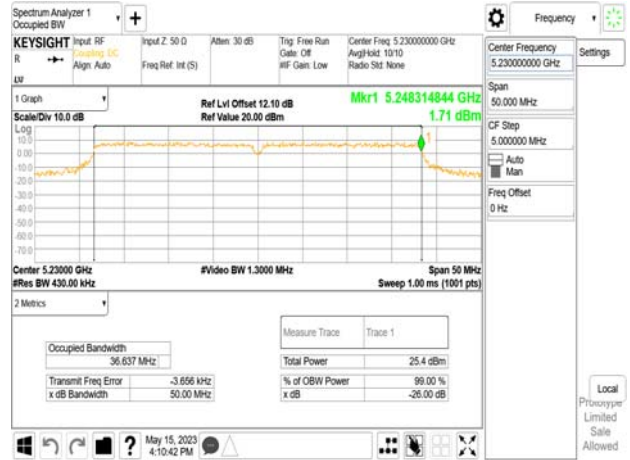 Spectrum Analyzer 1
Occupied BW
Frequency
KEYSIGHT
Input: RF
Coupling: DC
Align: Auto
Input Z: 50 Ω
Freq Ref: Int (S)
Atten: 30 dB
Trig: Free Run
Gate: Off
#IF Gain: Low
Center Freq: 5.230000000 GHz
Avg|Hold: 10/10
Radio Std: None
R
Center Frequency
5.230000000 GHz
Settings
Span
50.000 MHz
CF Step
5.000000 MHz
Auto
Man
Freq Offset
0 Hz
1 Graph
Scale/Div 10.0 dB
Ref Lvl Offset 12.10 dB
Ref Value 20.00 dBm
Mkr1 5.248314844 GHz
1.71 dBm
Log
10.0
0.00
-10.0
-20.0
-30.0
-40.0
-50.0
-60.0
-70.0
1
Center 5.23000 GHz
#Res BW 430.00 kHz
#Video BW 1.3000 MHz
Span 50 MHz
Sweep 1.00 ms (1001 pts)
2 Metrics
Measure Trace
Trace 1
Occupied Bandwidth
36.637 MHz
Total Power
25.4 dBm
Transmit Freq Error
-3.656 kHz
% of OBW Power
99.00 %
x dB Bandwidth
50.00 MHz
x dB
-26.00 dB
Local
Prototype
Limited
Sale
Allowed
May 15, 2023
4:10:42 PM